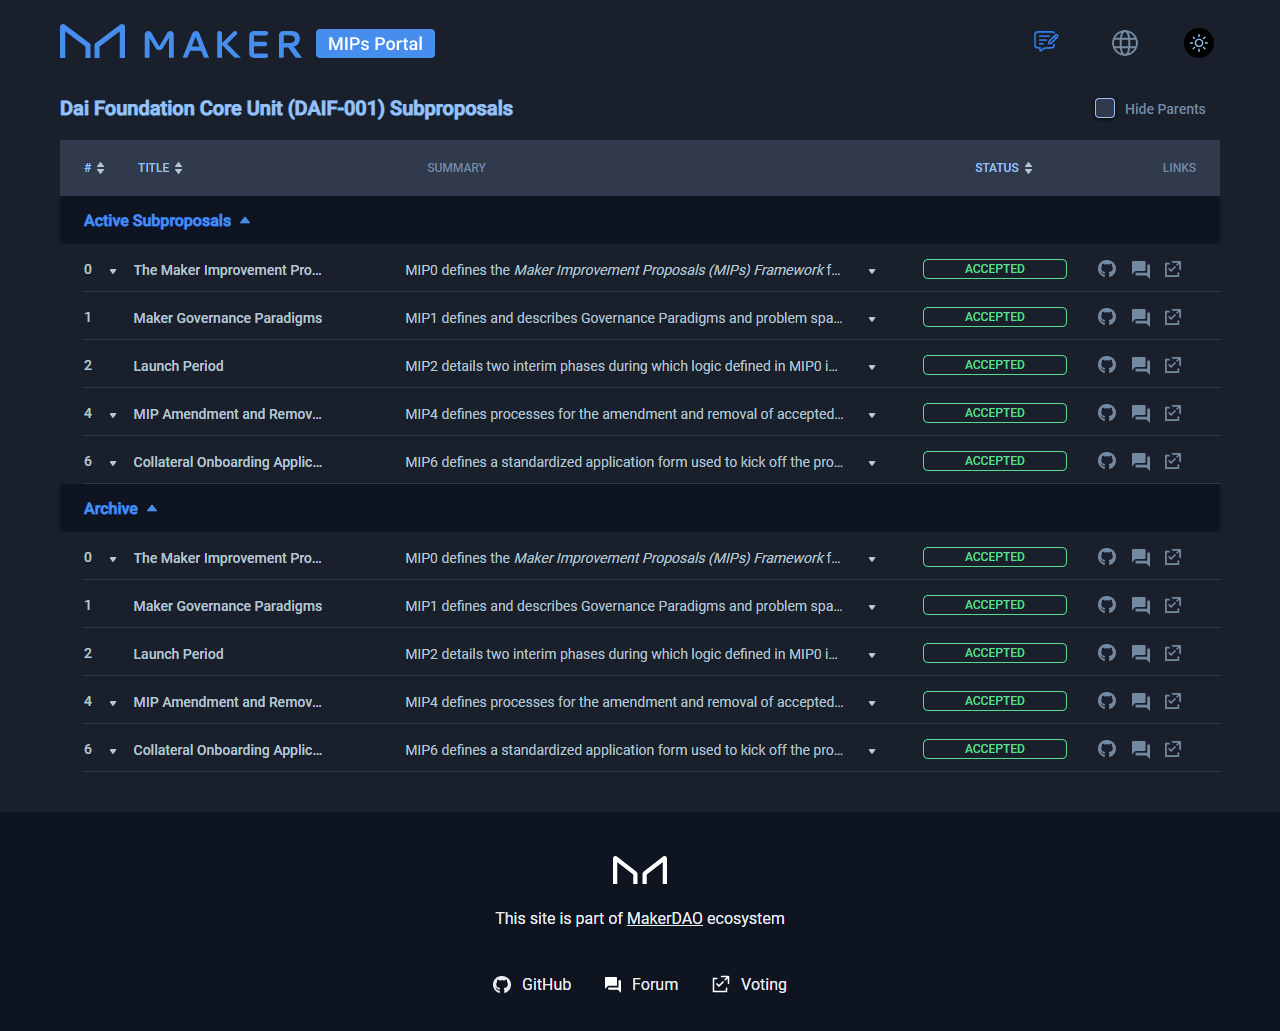 MAKER MIPs Portal
Dai Foundation Core Unit (DAIF-001) Subproposals
Hide Parents
# TITLE SUMMARY STATUS LINKS
Active Subproposals
0 The Maker Improvement Pro... MIP0 defines the Maker Improvement Proposals (MIPs) Framework f... ACCEPTED
1 Maker Governance Paradigms MIP1 defines and describes Governance Paradigms and problem spa... ACCEPTED
2 Launch Period MIP2 details two interim phases during which logic defined in MIP0 i... ACCEPTED
4 MIP Amendment and Remov... MIP4 defines processes for the amendment and removal of accepted... ACCEPTED
6 Collateral Onboarding Applic... MIP6 defines a standardized application form used to kick off the pro... ACCEPTED
Archive
0 The Maker Improvement Pro... MIP0 defines the Maker Improvement Proposals (MIPs) Framework f... ACCEPTED
1 Maker Governance Paradigms MIP1 defines and describes Governance Paradigms and problem spa... ACCEPTED
2 Launch Period MIP2 details two interim phases during which logic defined in MIP0 i... ACCEPTED
4 MIP Amendment and Remov... MIP4 defines processes for the amendment and removal of accepted... ACCEPTED
6 Collateral Onboarding Applic... MIP6 defines a standardized application form used to kick off the pro... ACCEPTED
This site is part of MakerDAO ecosystem
GitHub Forum Voting